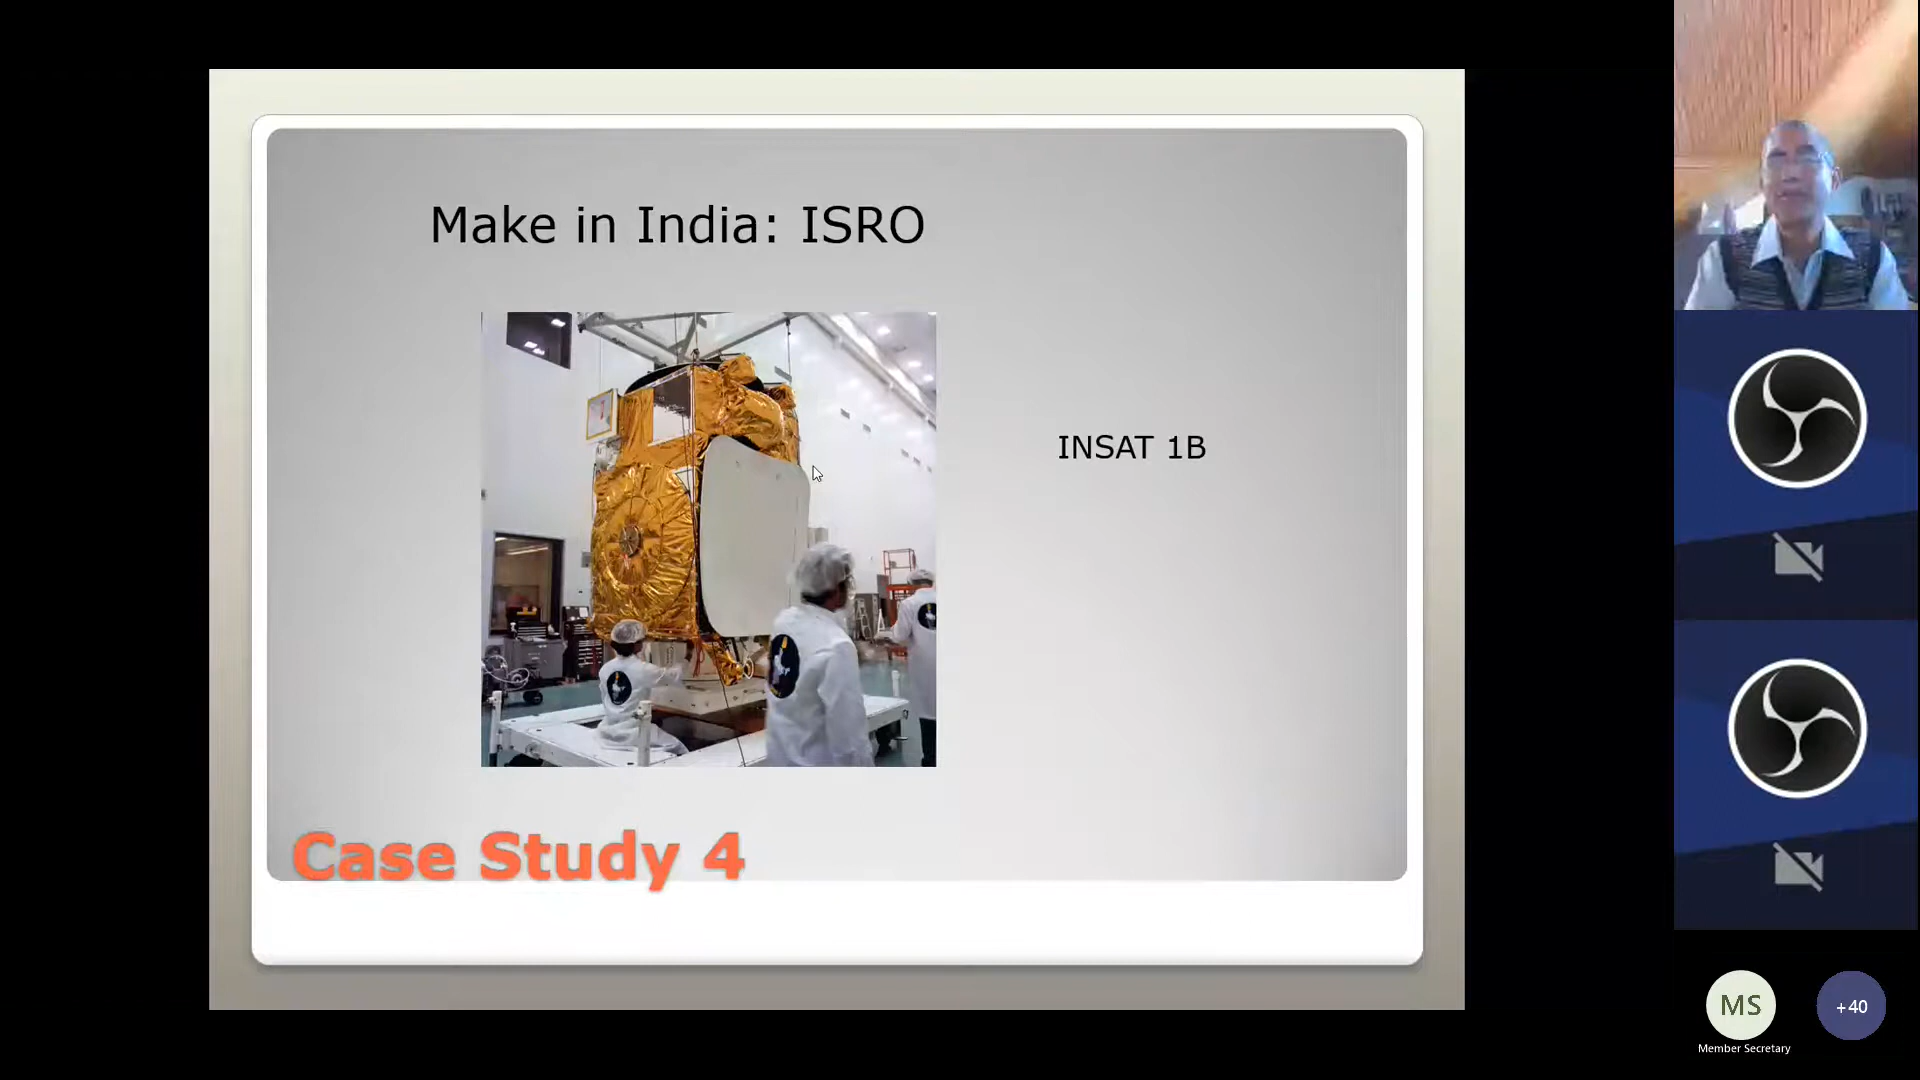 Make in India: ISRO
INSAT 1B
Case Study 4
MS
+40
Member Secretary